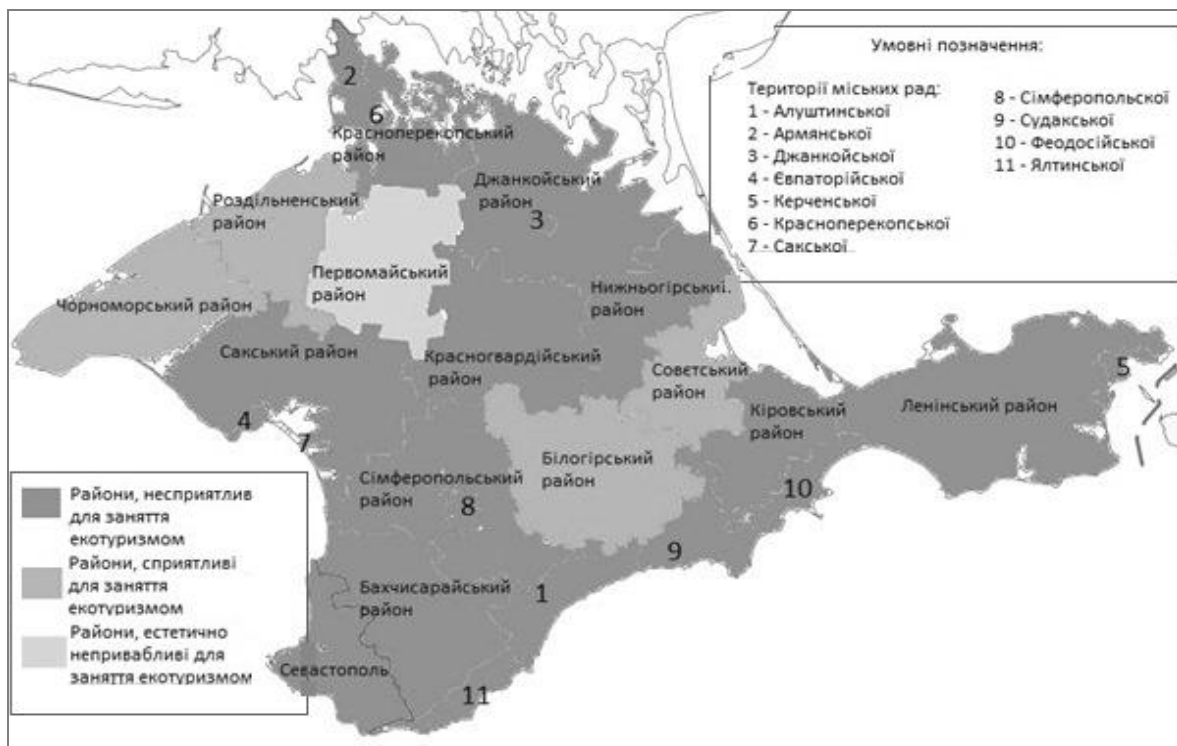 Умовні позначення:
Території міських рад:
1 - Алуштинської
2 - Армянської
3 - Джанкойської
4 - Євпаторійської
5 - Керченської
6 - Красноперекопської
7 - Сакської
8 - Сімферопольскої
9 - Судакської
10 - Феодосійської
11 - Ялтинської
2
6
Красноперекопський
район
Джанкойський
район
3
Роздільненський
район
Первомайський
район
Нижньогірськи.
район
Чорноморський район
Сакський район
Красногвардійський
район
Совєтський
район
Кіровський
район
Ленінський район
5
4
7
Білогірський
район
Сімферопольський
район
8
10
9
Бахчисарайський
район
1
Севастополь
11
Райони, несприятлив
для заняття
екотуризмом
Райони, сприятливі
для заняття
екотуризмом
Райони, естетично
непривабливі для
заняття екотуризмом